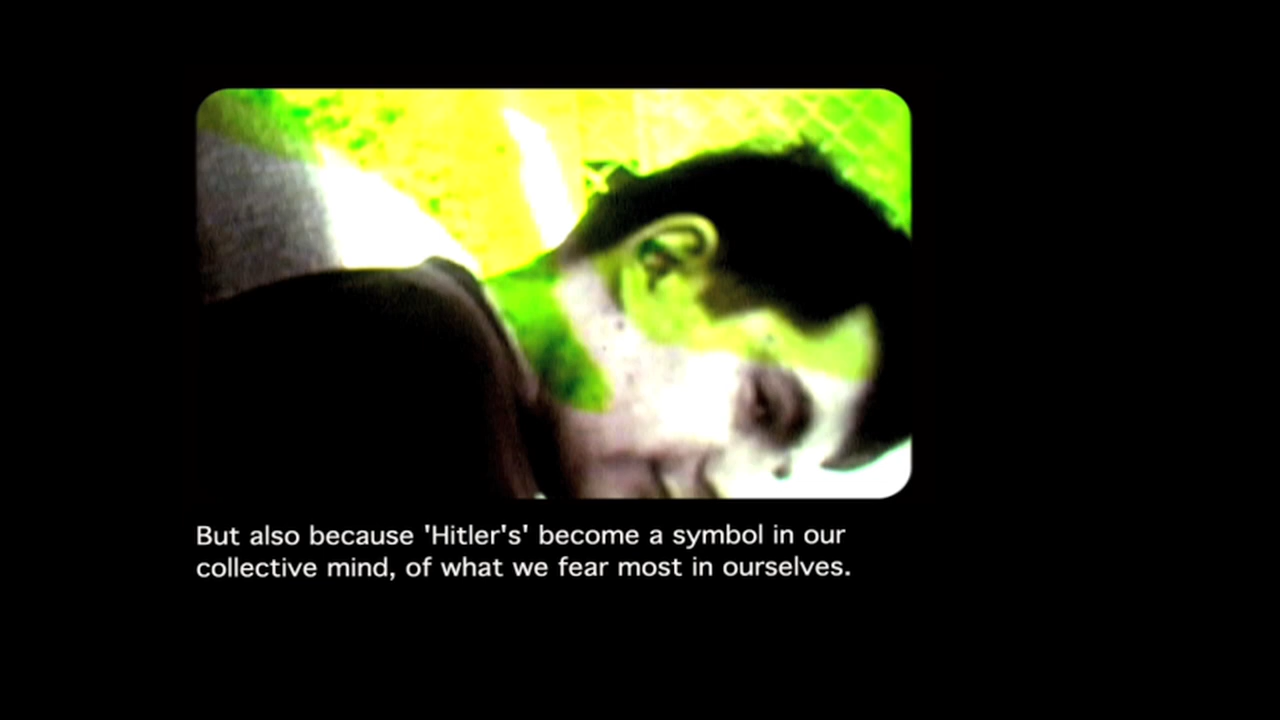 But also because 'Hitler's' become a symbol in our
collective mind, of what we fear most in ourselves.